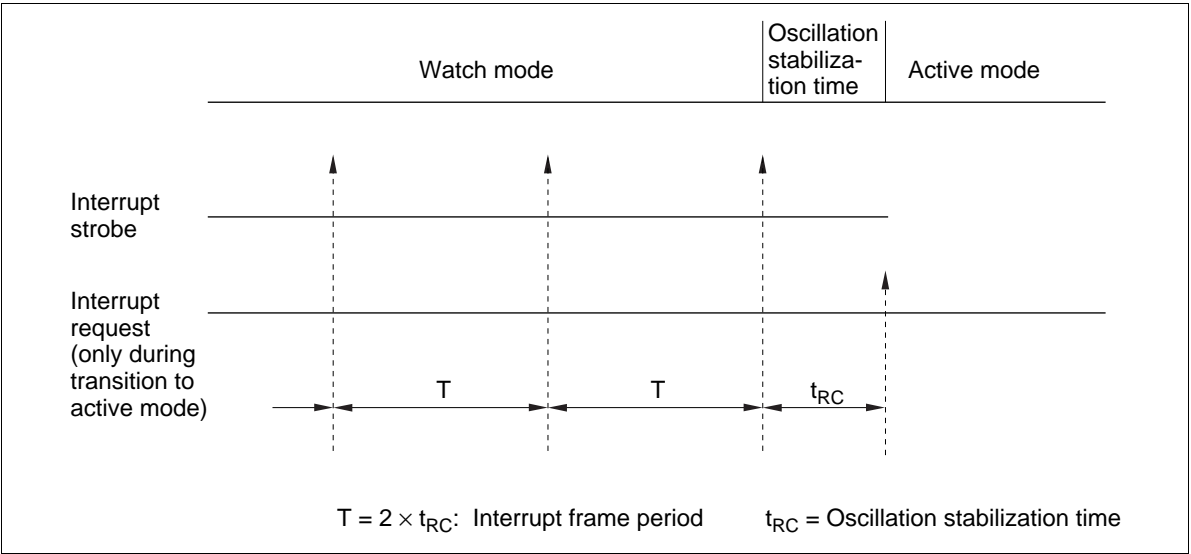 Watch mode
Oscillation
stabiliza-
tion time
Active mode
Interrupt
strobe
Interrupt
request
(only during
transition to
active mode)
T
T
tRC
T = 2 × tRC: Interrupt frame period
tRC = Oscillation stabilization time